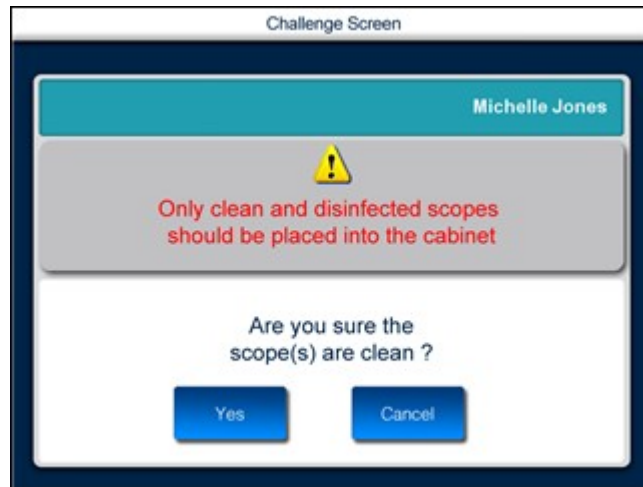 Challenge Screen
Michelle Jones
Only clean and disinfected scopes
should be placed into the cabinet
Are you sure the
scope(s) are clean ?
Yes
Cancel